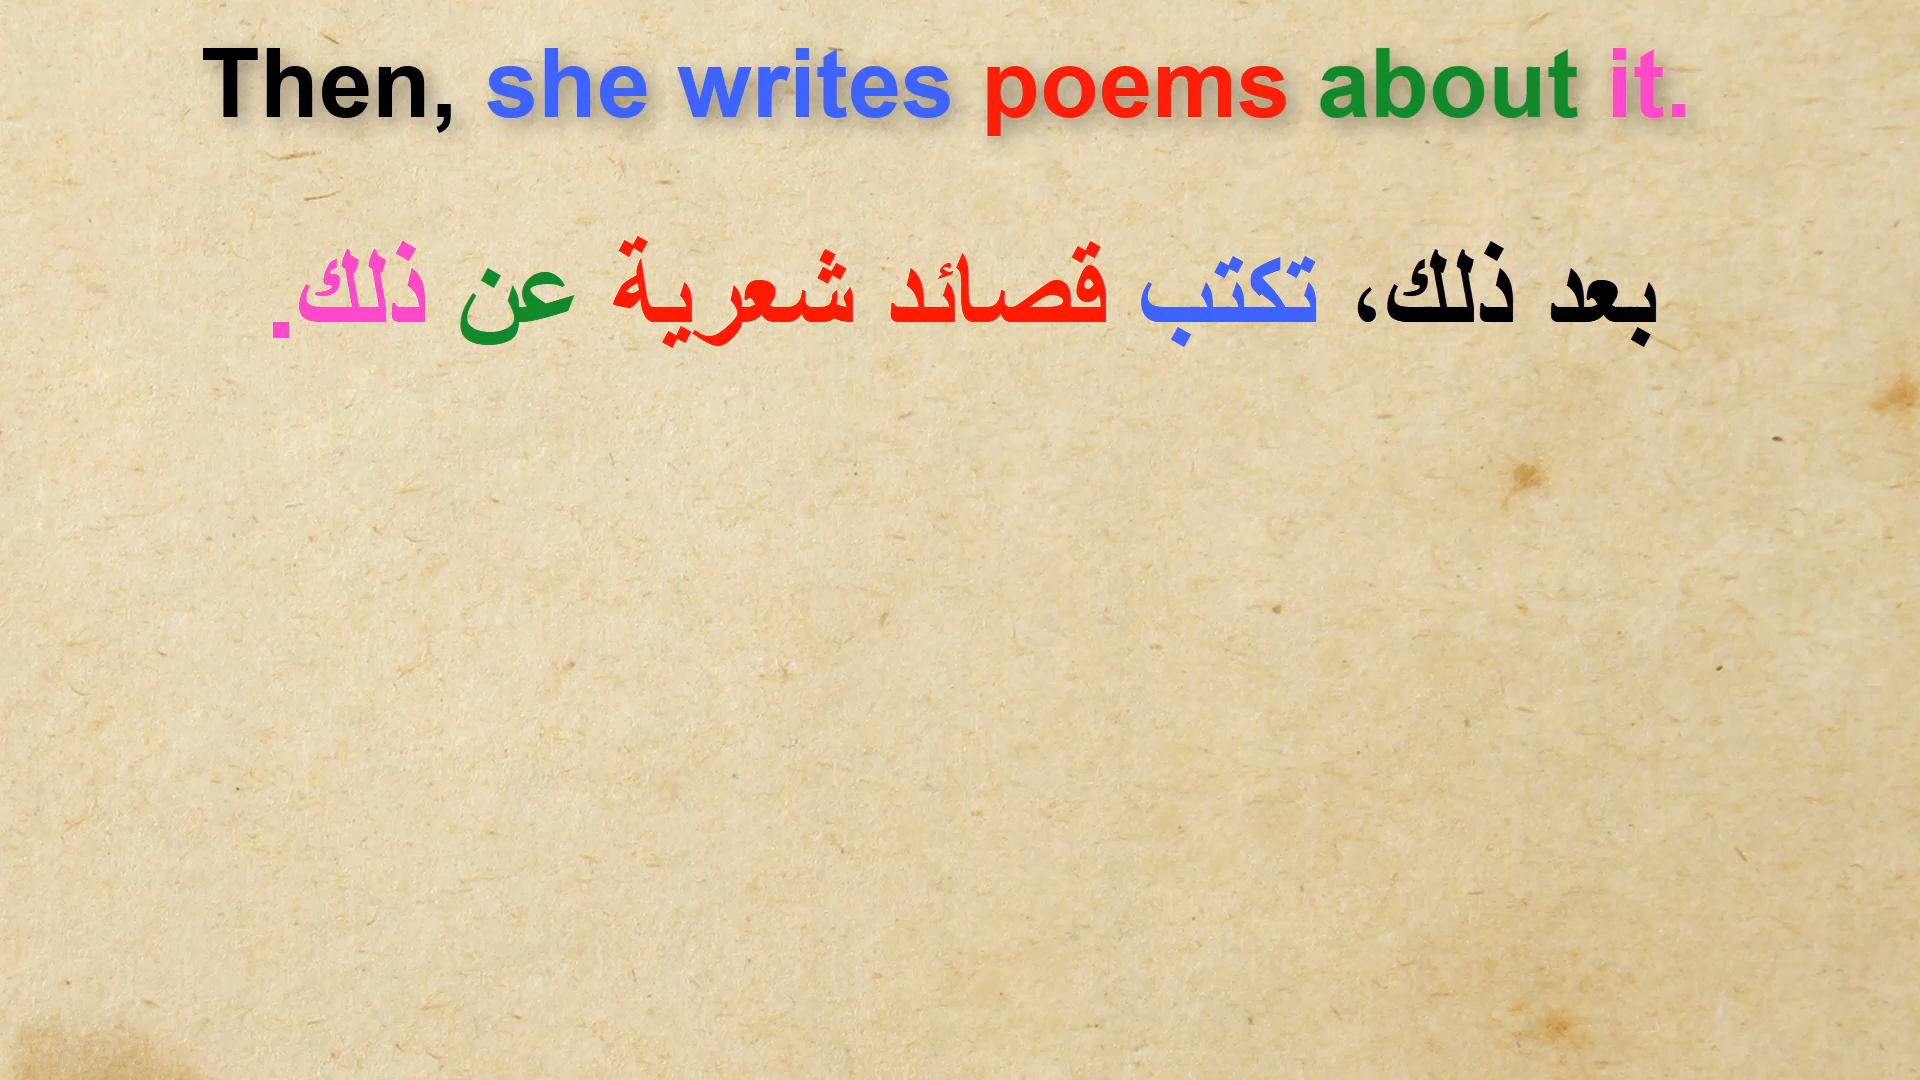 Then, she writes poems about it.
بعد ذلك، تكتب قصائد شعرية عن ذلك.